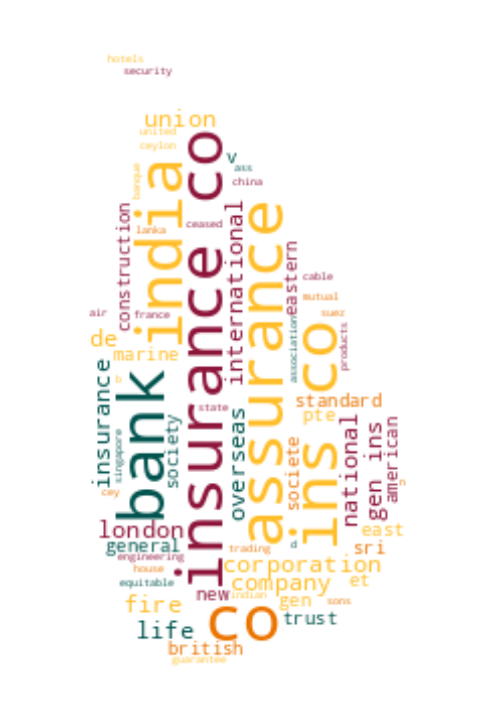 hotels
security
union
united
ceylon
v
ass
china
banque
india
insurance co
lanka
ceased
construction
international
assurance
eastern
cable
mutual
air
france
suez
association
products
de
marine
ins co
b
bank
insurance
state
standard
pte
singapore
society
overseas
societe
national
gen ins
american
n
cey
london
general
engineering
a
east
trading
sri
house
corporation
equitable
company
et
new
indian
fire
gen
sons
co
trust
life
british
guarantee